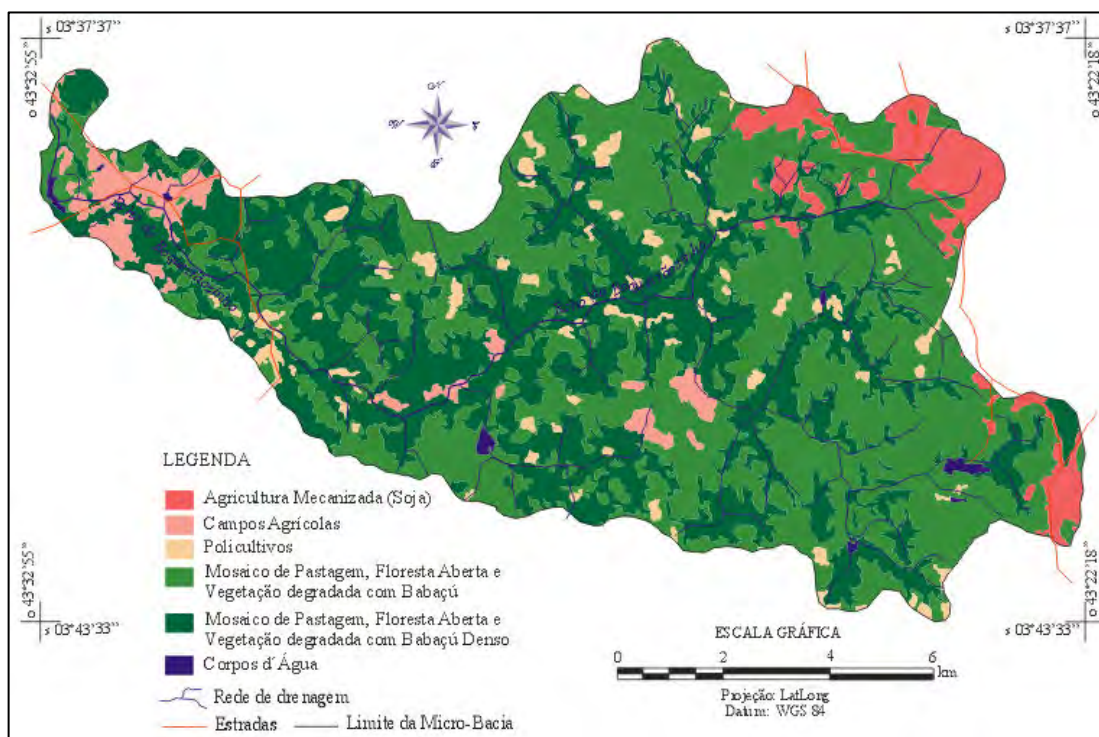 s 03°37'37”
s 03°37'37”
o 43°32'55”
o 43°22'18”
LEGENDA
Agricultura Mecanizada (Soja)
Campos Agrícolas
Policultivos
Mosaico de Pastagem, Floresta Aberta e
Vegetação degradada com Babaçú
Mosaico de Pastagem, Floresta Aberta e
Vegetação degradada com Babaçú Denso
Corpos d´Água
Rede de drenagem
Estradas
Limite da Micro-Bacia
ESCALA GRÁFICA
0 2 4 6
km
Projeção: LatLong
Datum: WGS 84
o 43°32'55”
o 43°22'18”
s 03°43'33”
s 03°43'33”